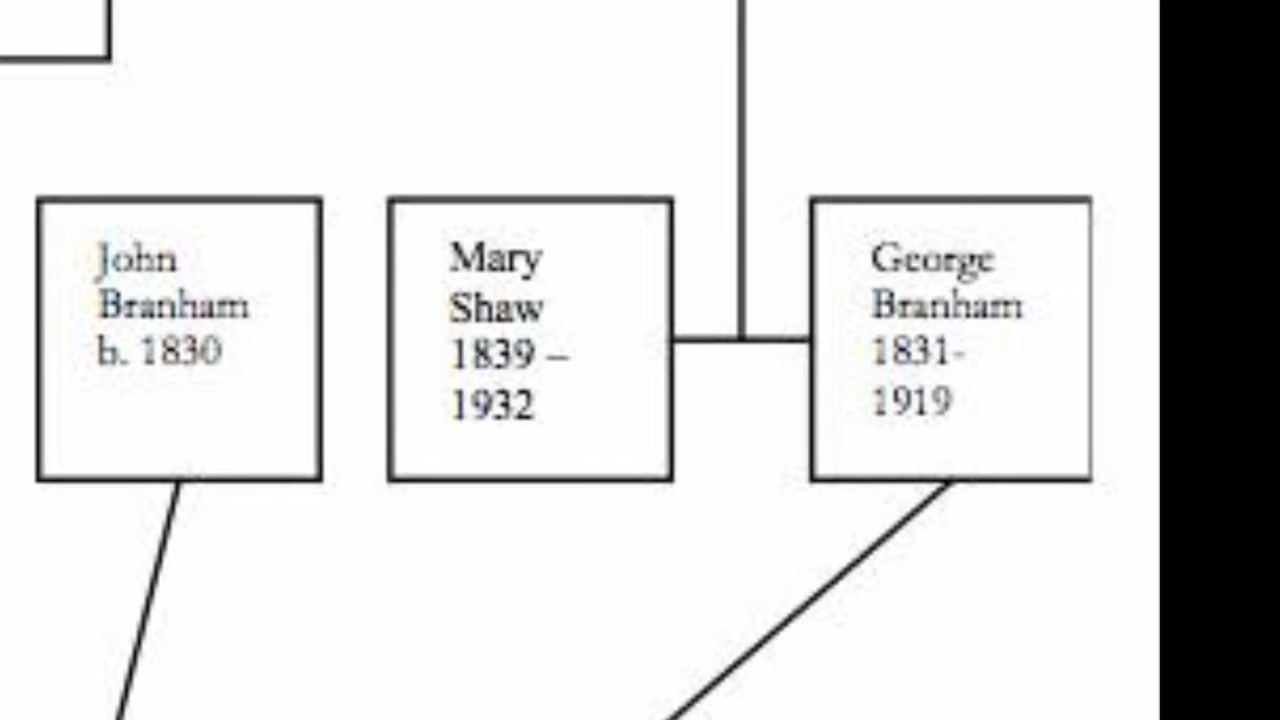 John
Branham
b. 1830
Mary
Shaw
1839 –
1932
George
Branham
1831-
1919